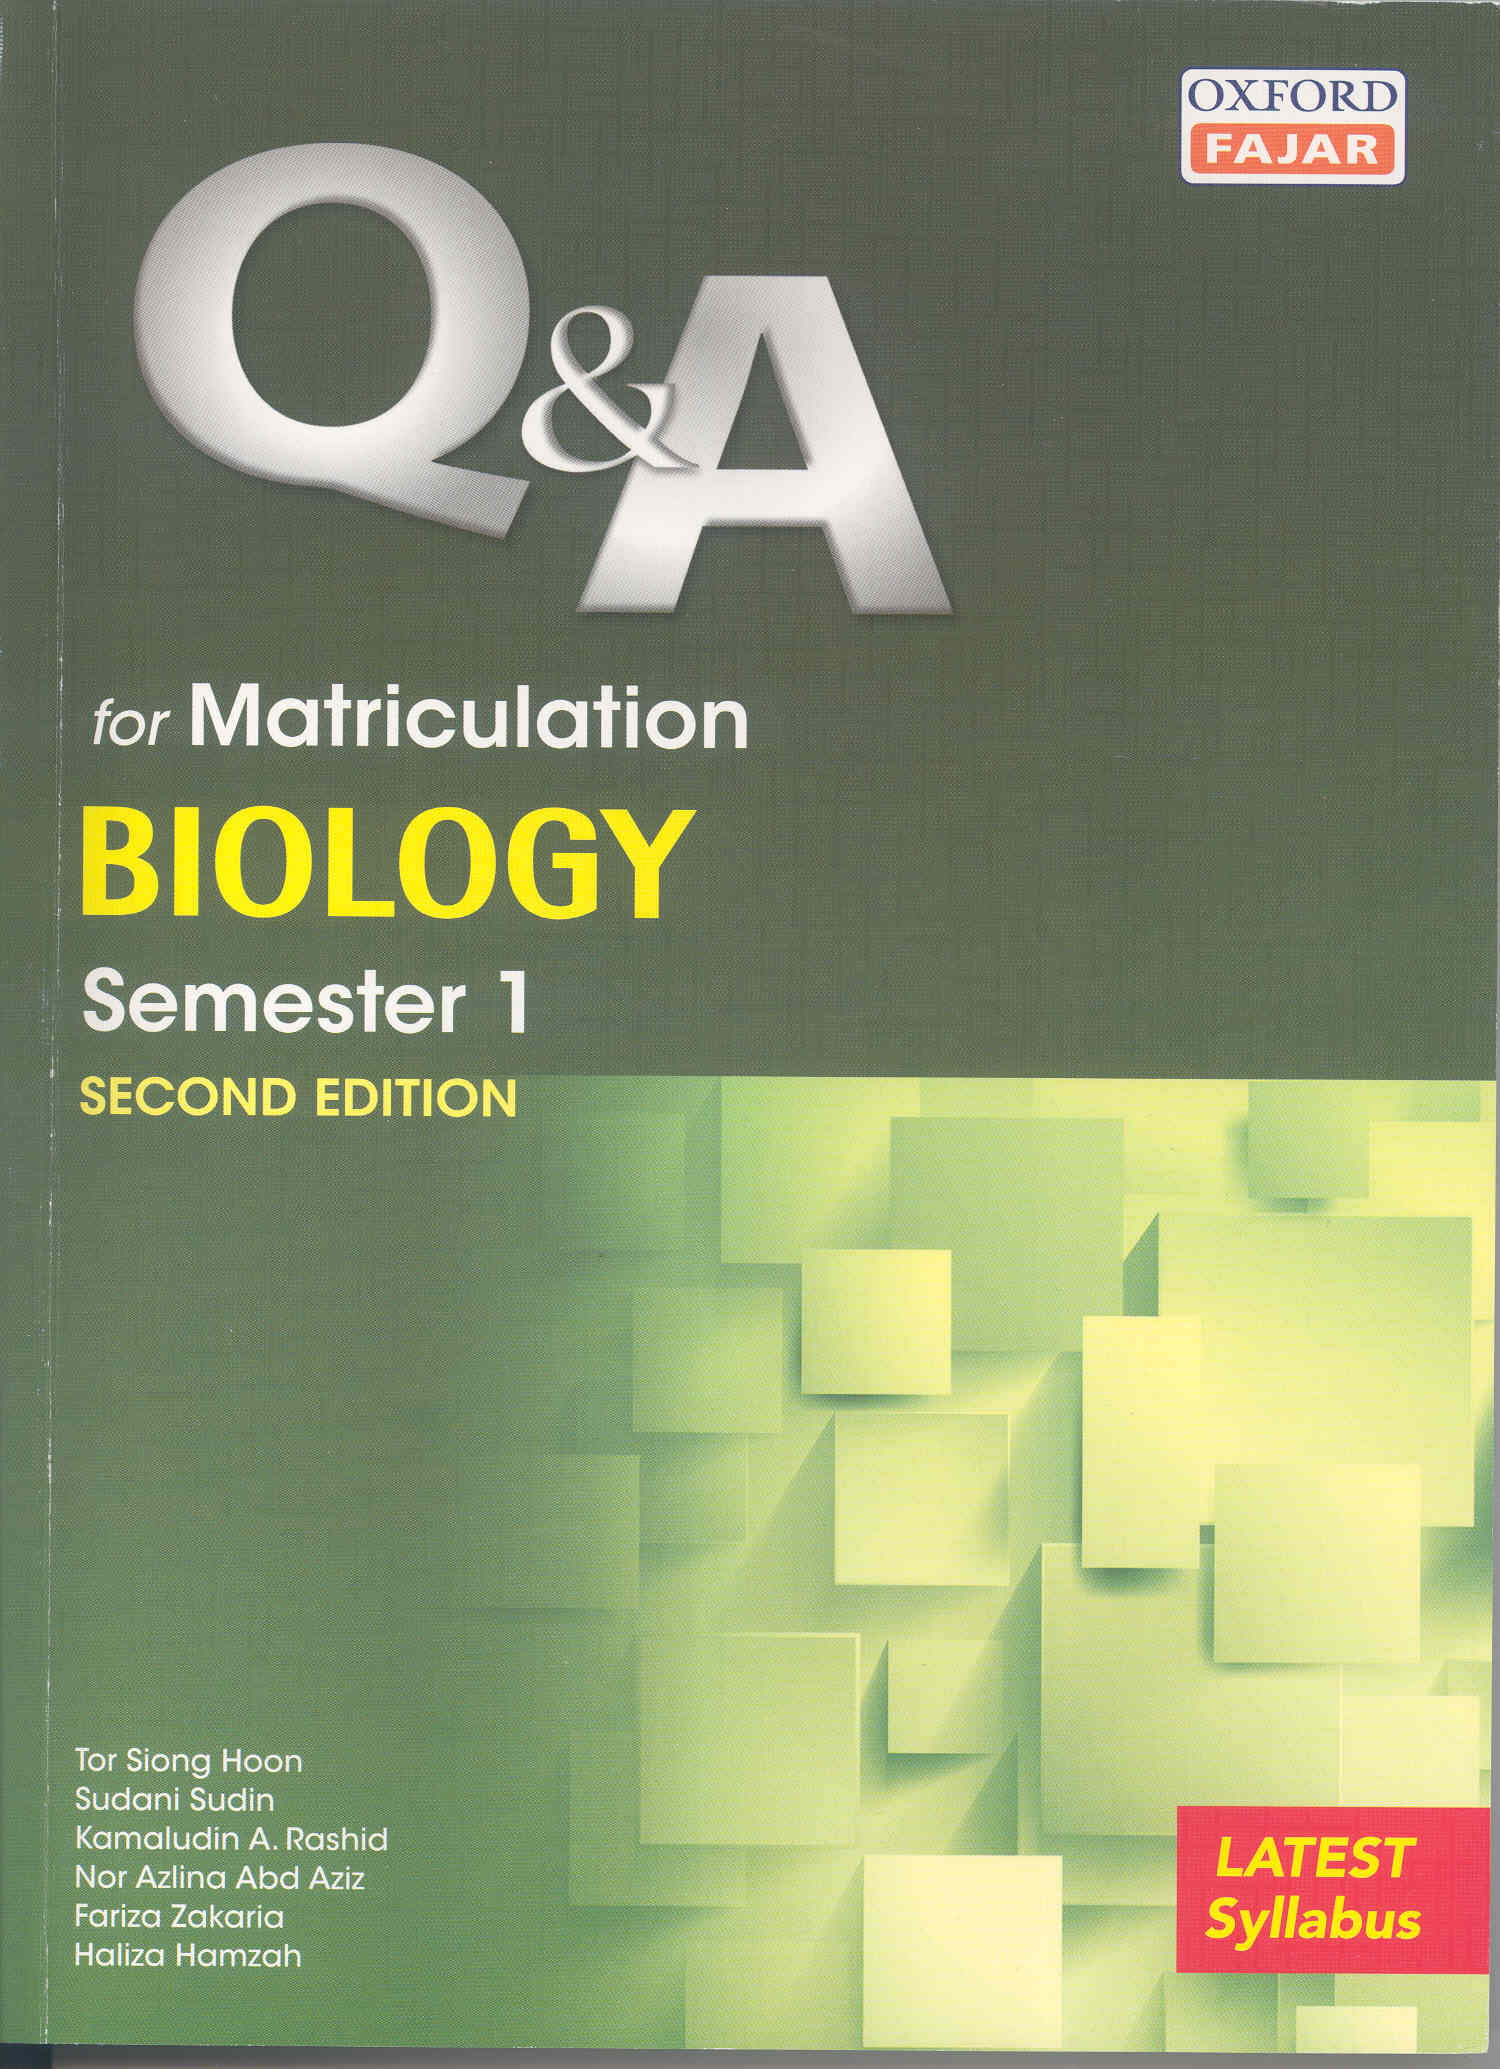 OXFORD
FAJAR
Q&A
for Matriculation
BIOLOGY
Semester 1
SECOND EDITION
Tor Siong Hoon
Sudani Sudin
Kamaludin A. Rashid
Nor Azlina Abd Aziz
Fariza Zakaria
Haliza Hamzah
LATEST
Syllabus